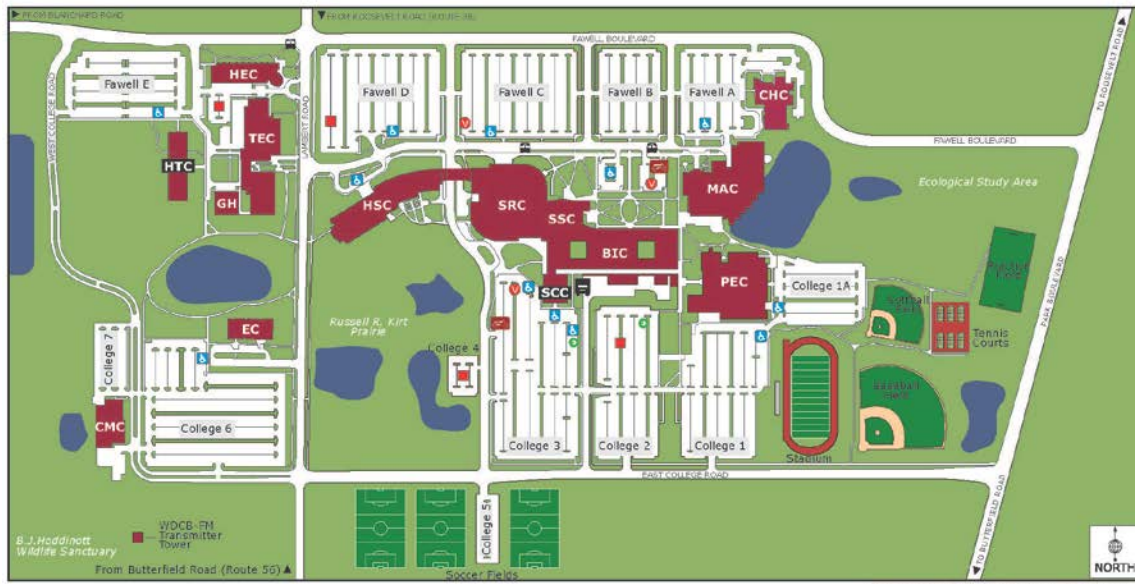 ▶ FROM BLANCHARD ROAD
▼ FROM ROOSEVELT ROAD
FAWELL BOULEVARD
TO ROOSEVELT ROAD ▶
Fawell E
HEC
Fawell D
Fawell C
Fawell B
Fawell A
CHC
WEST COLLEGE ROAD
LAMBERT ROAD
TEC
FAWELL BOULEVARD
HTC
GH
HSC
SRC
SSC
MAC
BIC
Ecological Study Area
PEC
SCC
College 1A
Softball
Tennis
Courts
PARK BOULEVARD
Russell R. Kirt
Prairie
EC
College 4
College 7
CMC
College 6
College 3
College 2
College 1
Baseball
Field
Stadium
EAST COLLEGE ROAD
College 5
Soccer Fields
WDCB-FM
Transmitter
Tower
B.J.Hoddinott
Wildlife Sanctuary
From Butterfield Road (Route 56) ▲
◀ TO BUTTERFIELD ROAD
NORTH